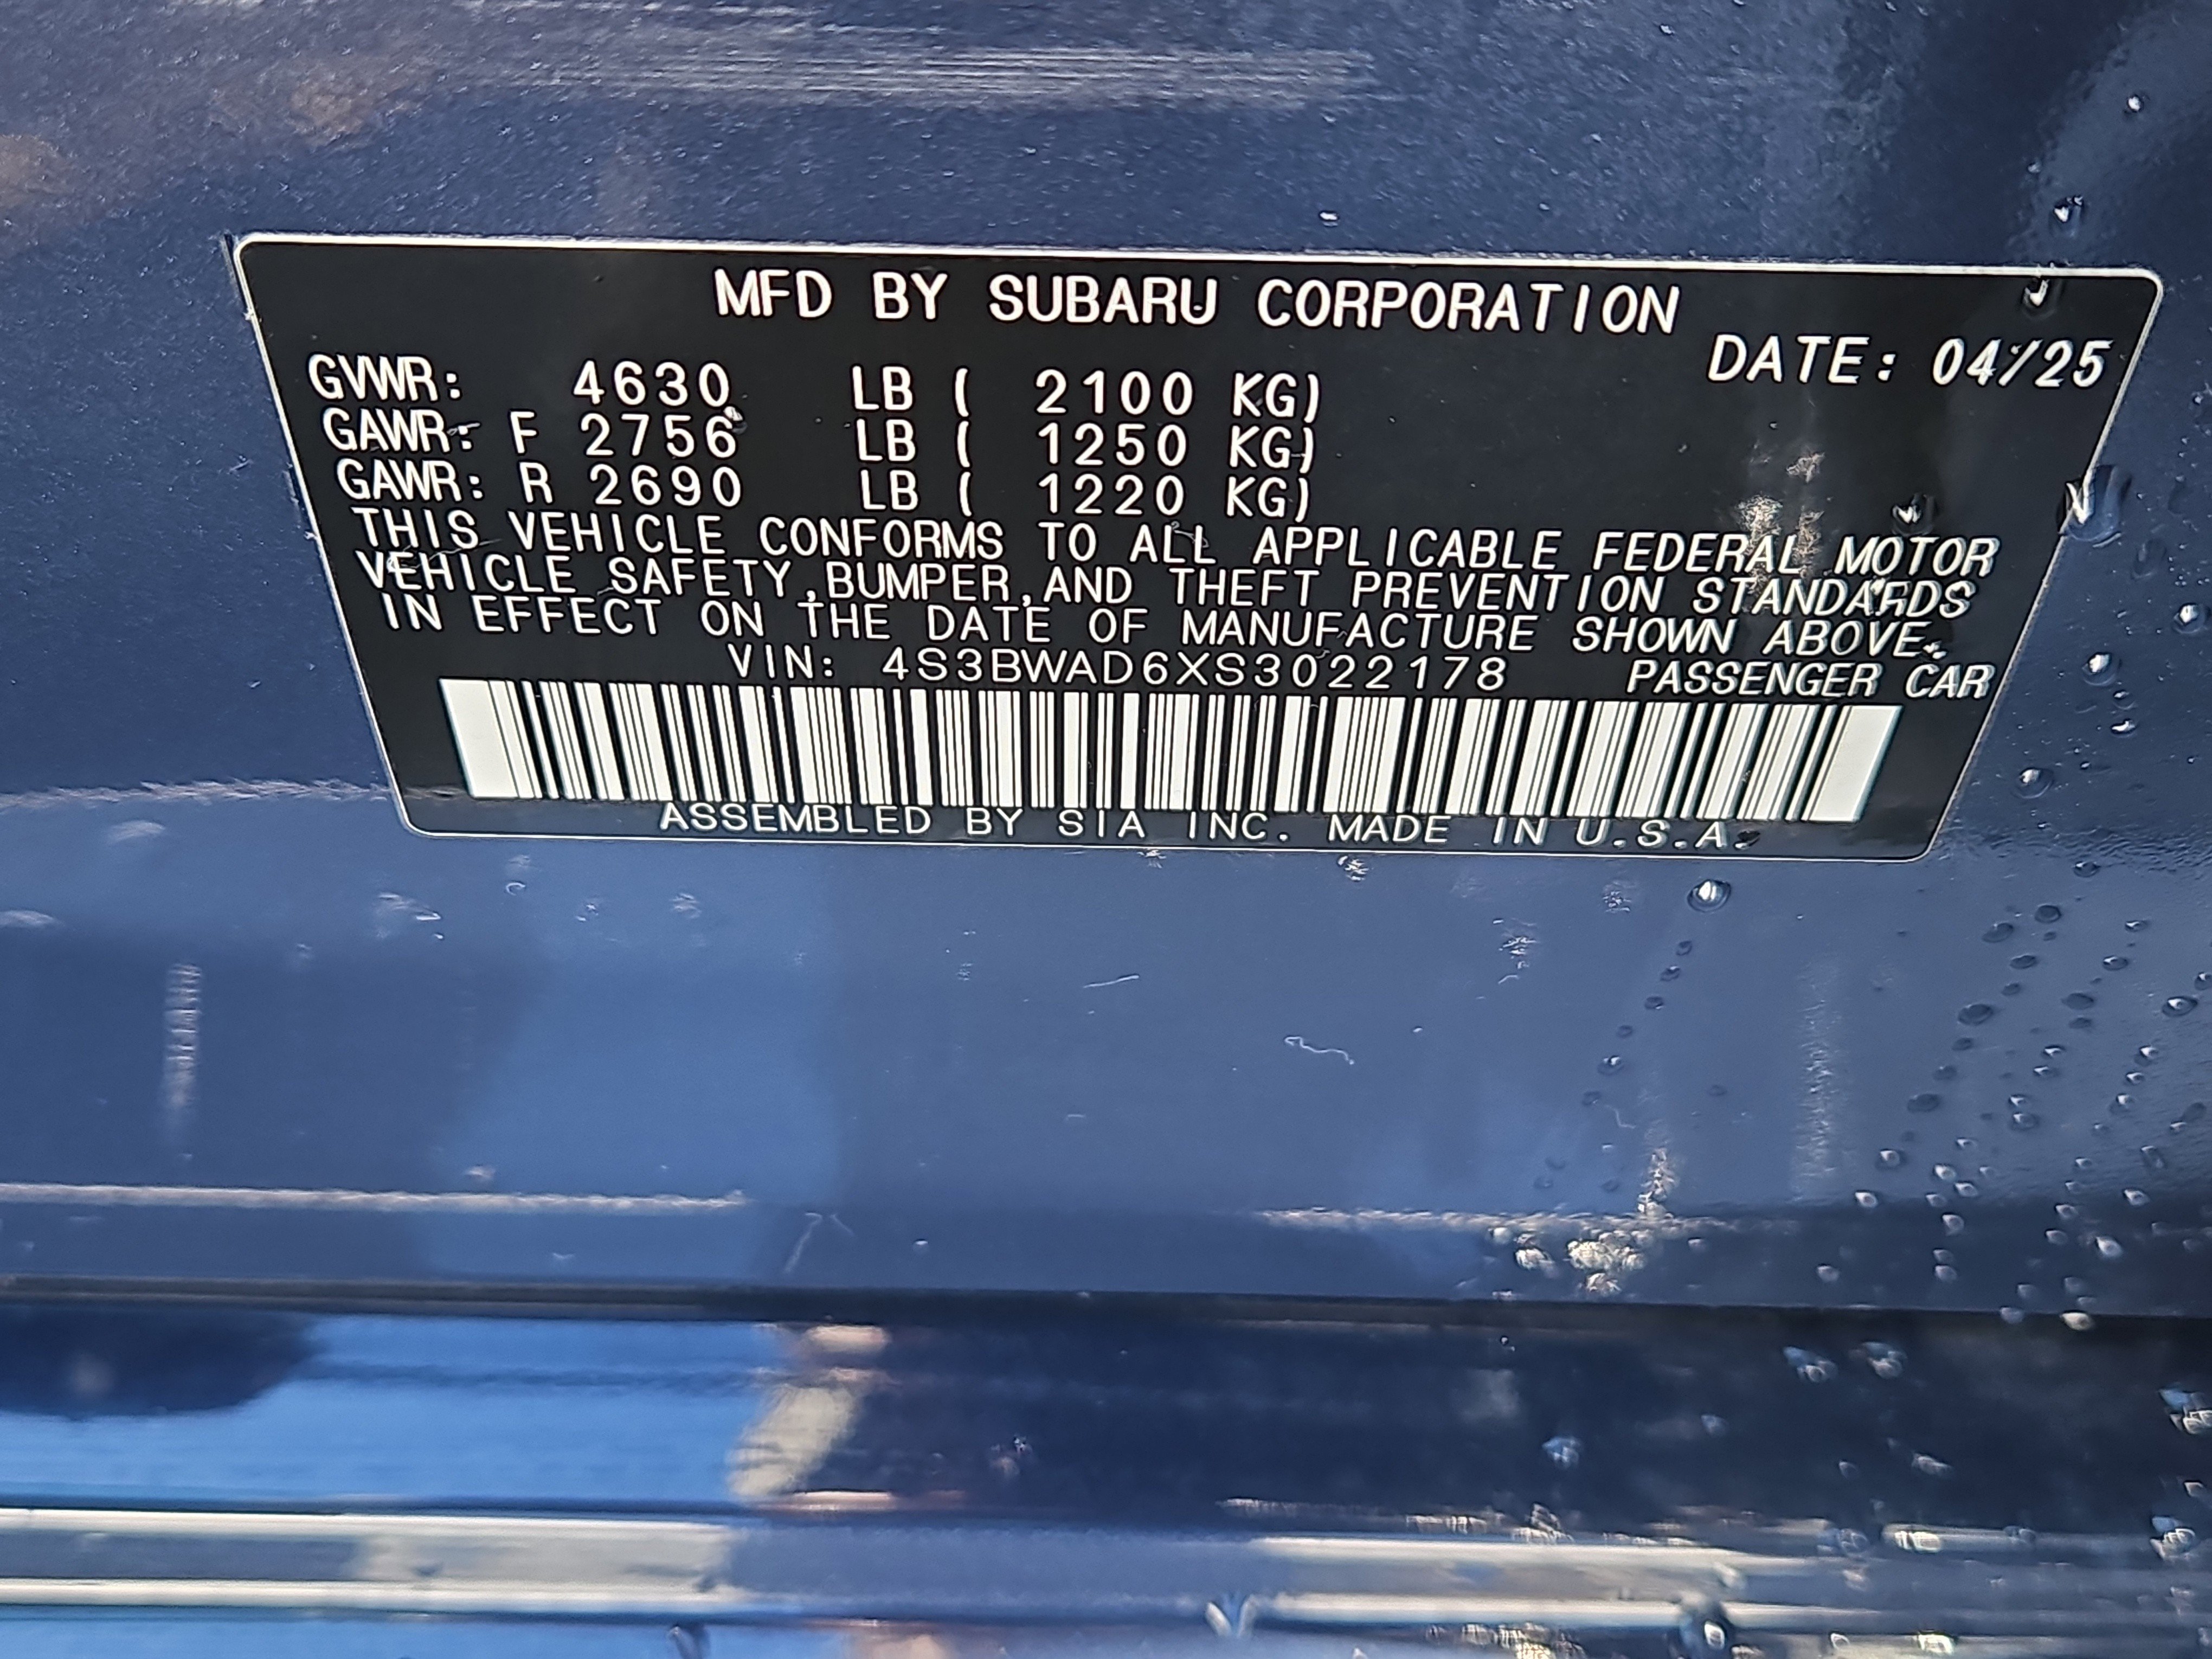 MFD BY SUBARU CORPORATION
DATE: 04/25
GVWR: 4630 LB ( 2100 KG)
GAWR: F 2756 LB ( 1250 KG)
GAWR: R 2690 LB ( 1220 KG)
THIS VEHICLE CONFORMS TO ALL APPLICABLE FEDERAL MOTOR
VEHICLE SAFETY,BUMPER,AND THEFT PREVENTION STANDARDS
IN EFFECT ON THE DATE OF MANUFACTURE SHOWN ABOVE.
VIN: 4S3BWAD6XS3022178 PASSENGER CAR
ASSEMBLED BY SIA INC. MADE IN U.S.A.